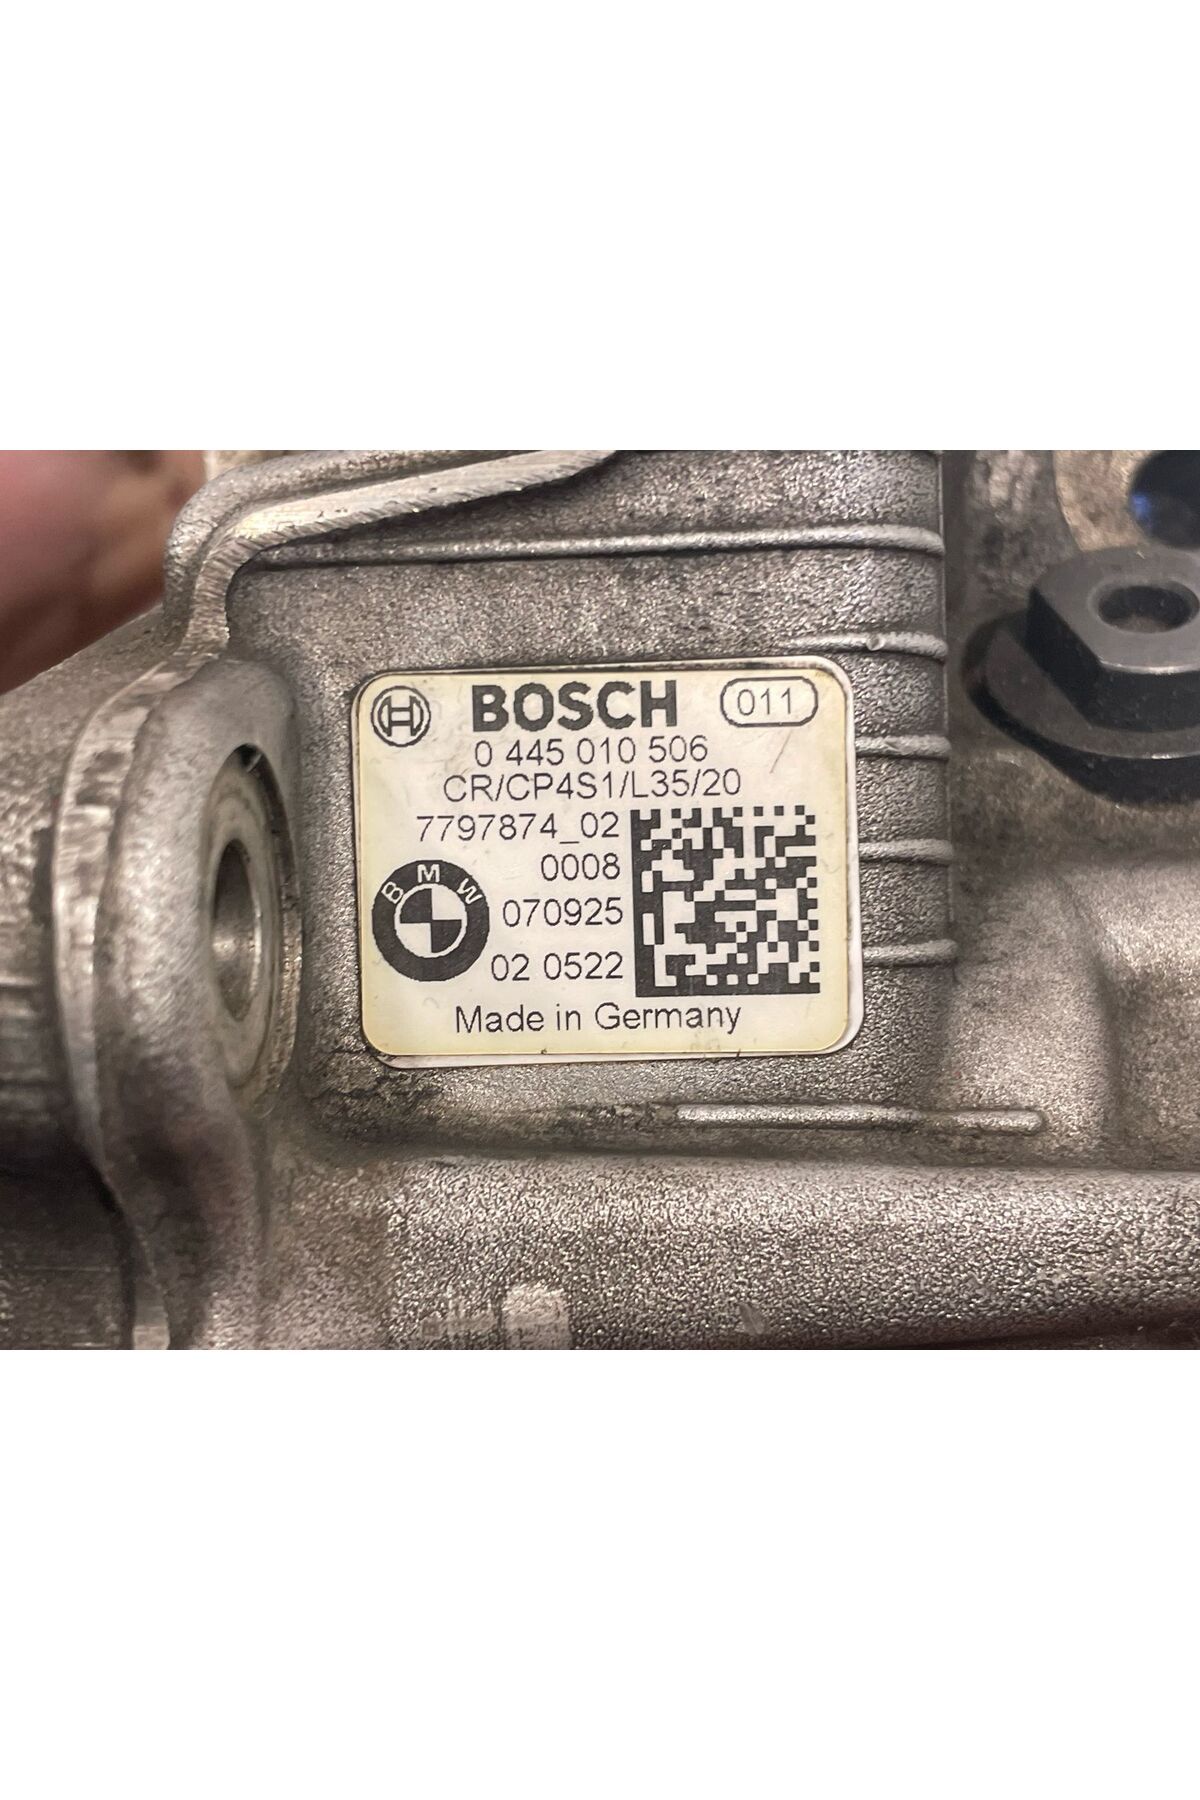 BOSCH 011
0 445 010 506
CR/CP4S1/L35/20
7797874_02
0008
BMW 070925
02 0522
Made in Germany